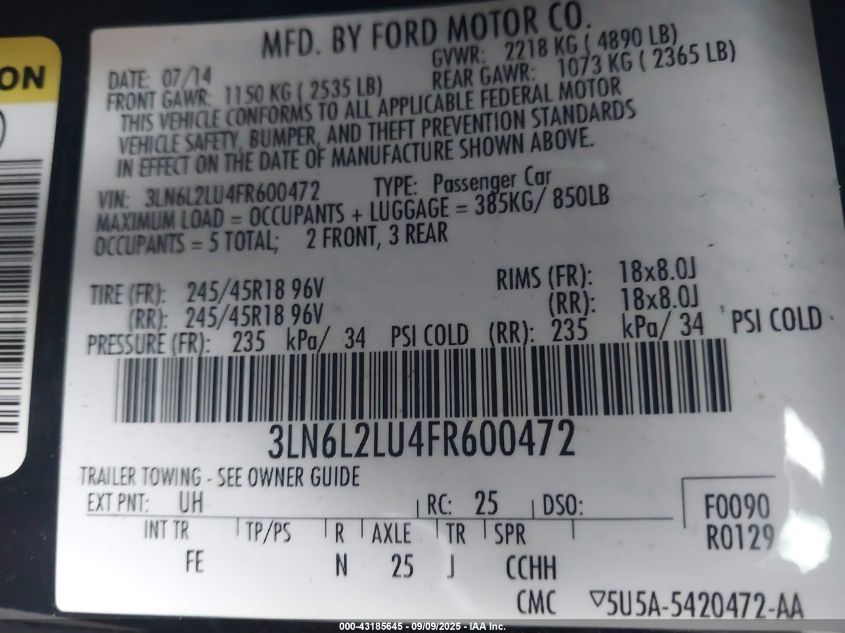 ON
MFD. BY FORD MOTOR CO.
DATE: 07/14 GVWR: 2218 KG ( 4890 LB)
FRONT GAWR: 1150 KG ( 2535 LB) REAR GAWR: 1073 KG ( 2365 LB)
THIS VEHICLE CONFORMS TO ALL APPLICABLE FEDERAL MOTOR
VEHICLE SAFETY, BUMPER, AND THEFT PREVENTION STANDARDS
IN EFFECT ON THE DATE OF MANUFACTURE SHOWN ABOVE.
VIN: 3LN6L2LU4FR600472 TYPE: Passenger Car
MAXIMUM LOAD = OCCUPANTS + LUGGAGE = 385KG/ 850LB
OCCUPANTS = 5 TOTAL; 2 FRONT, 3 REAR
TIRE (FR): 245/45R18 96V RIMS (FR): 18x8.0J
(RR): 245/45R18 96V (RR): 18x8.0J
PRESSURE (FR): 235 kPa/ 34 PSI COLD (RR): 235 kPa/ 34 PSI COLD
3LN6L2LU4FR600472
TRAILER TOWING - SEE OWNER GUIDE
EXT PNT: UH RC: 25 DSO: F0090
INT TR TP/PS R AXLE TR SPR R0129
FE N 25 J CCHH
CMC ▽5U5A-5420472-AA
000-43185645 - 09/09/2025 - IAA Inc.